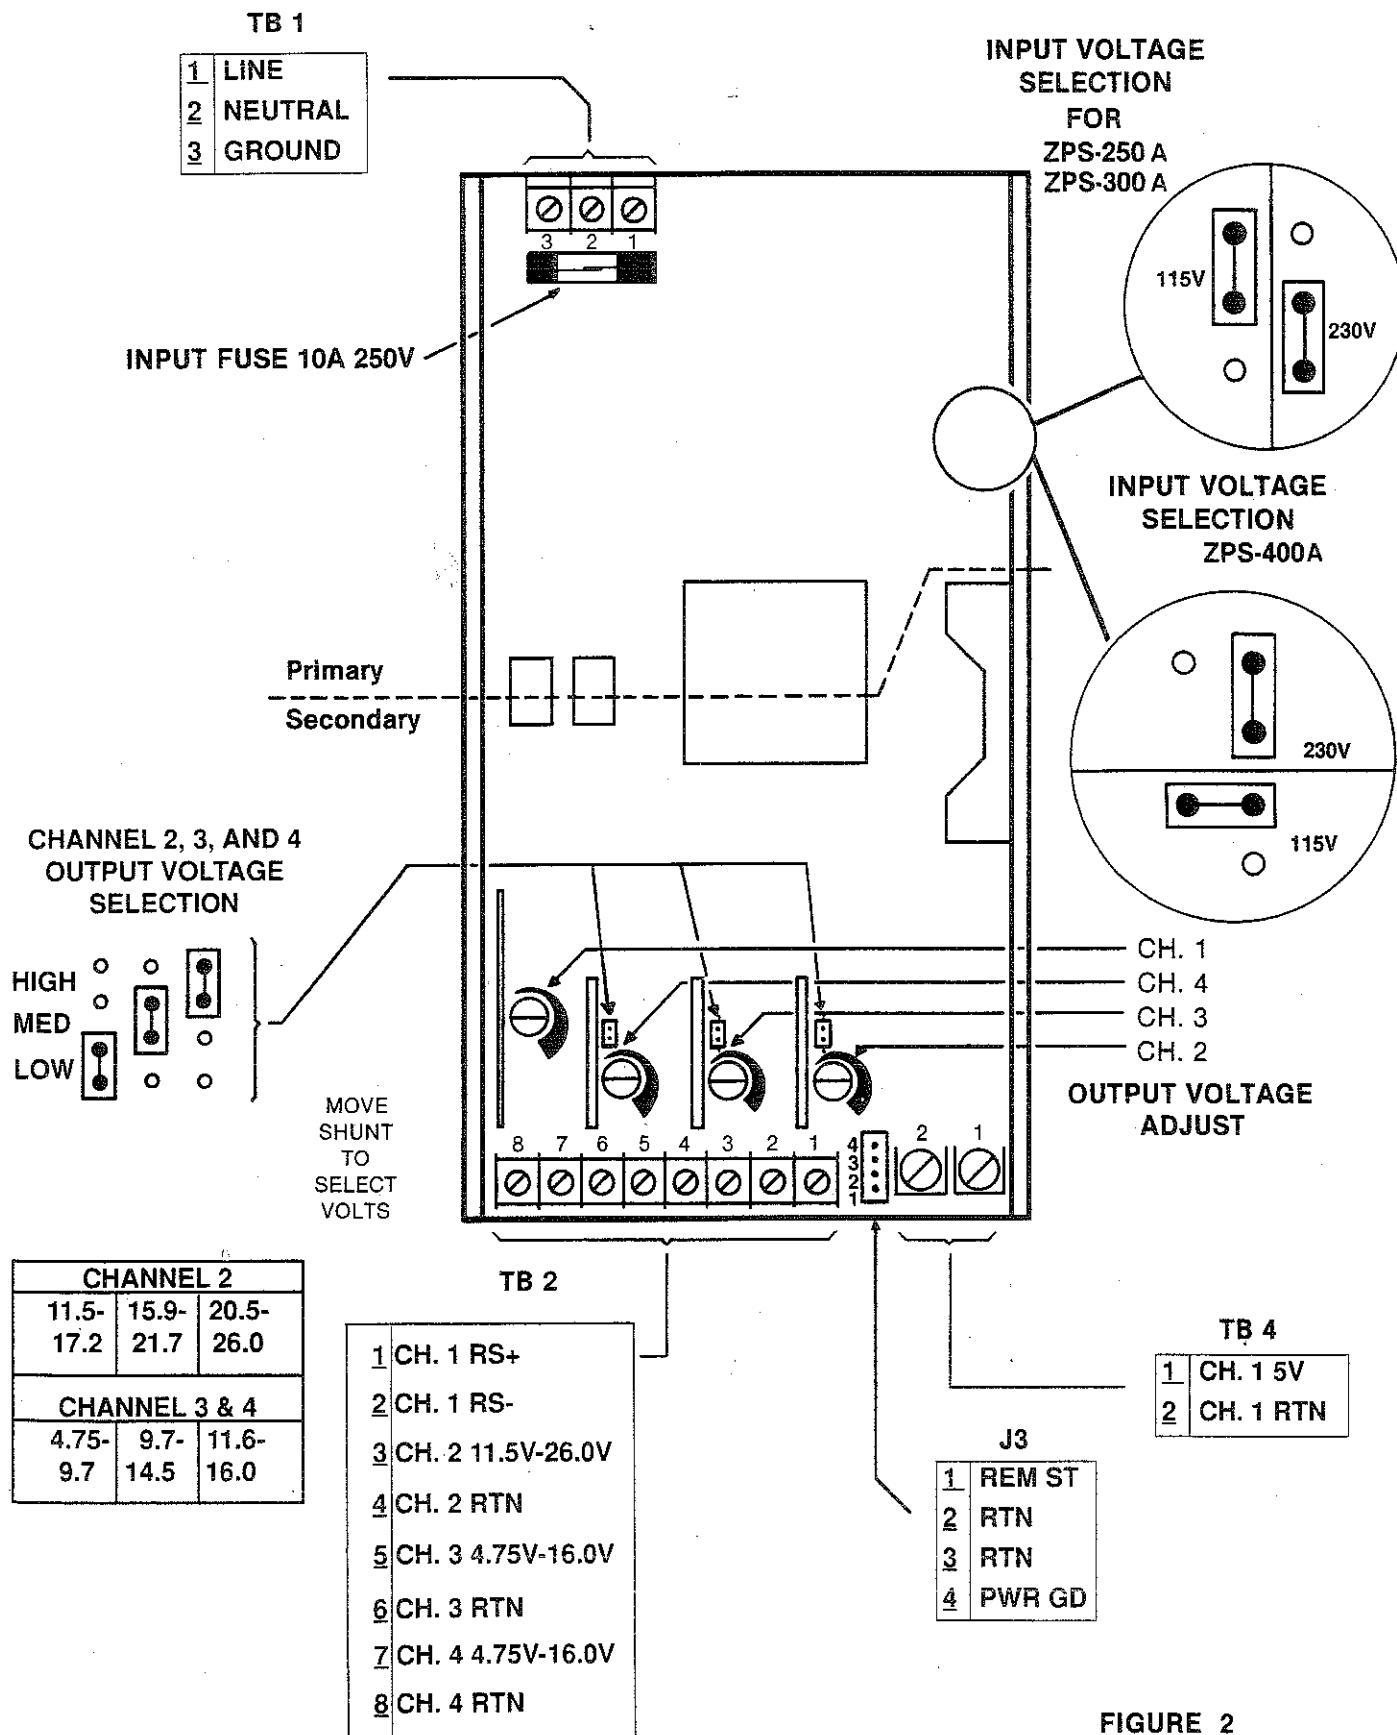 TB 1
1 LINE
2 NEUTRAL
3 GROUND
INPUT VOLTAGE
SELECTION
FOR
ZPS-250 A
ZPS-300 A
115V
230V
3 2 1
INPUT FUSE 10A 250V
INPUT VOLTAGE
SELECTION
ZPS-400A
230V
115V
Primary
Secondary
CHANNEL 2, 3, AND 4
OUTPUT VOLTAGE
SELECTION
HIGH
MED
LOW
CH. 1
CH. 4
CH. 3
CH. 2
OUTPUT VOLTAGE
ADJUST
MOVE
SHUNT
TO
SELECT
VOLTS
8 7 6 5 4 3 2 1
4
3
2
1
2 1
CHANNEL 2
11.5- 15.9- 20.5-
17.2 21.7 26.0
CHANNEL 3 & 4
4.75- 9.7- 11.6-
9.7 14.5 16.0
TB 2
1 CH. 1 RS+
2 CH. 1 RS-
3 CH. 2 11.5V-26.0V
4 CH. 2 RTN
5 CH. 3 4.75V-16.0V
6 CH. 3 RTN
7 CH. 4 4.75V-16.0V
8 CH. 4 RTN
J3
1 REM ST
2 RTN
3 RTN
4 PWR GD
TB 4
1 CH. 1 5V
2 CH. 1 RTN
FIGURE 2